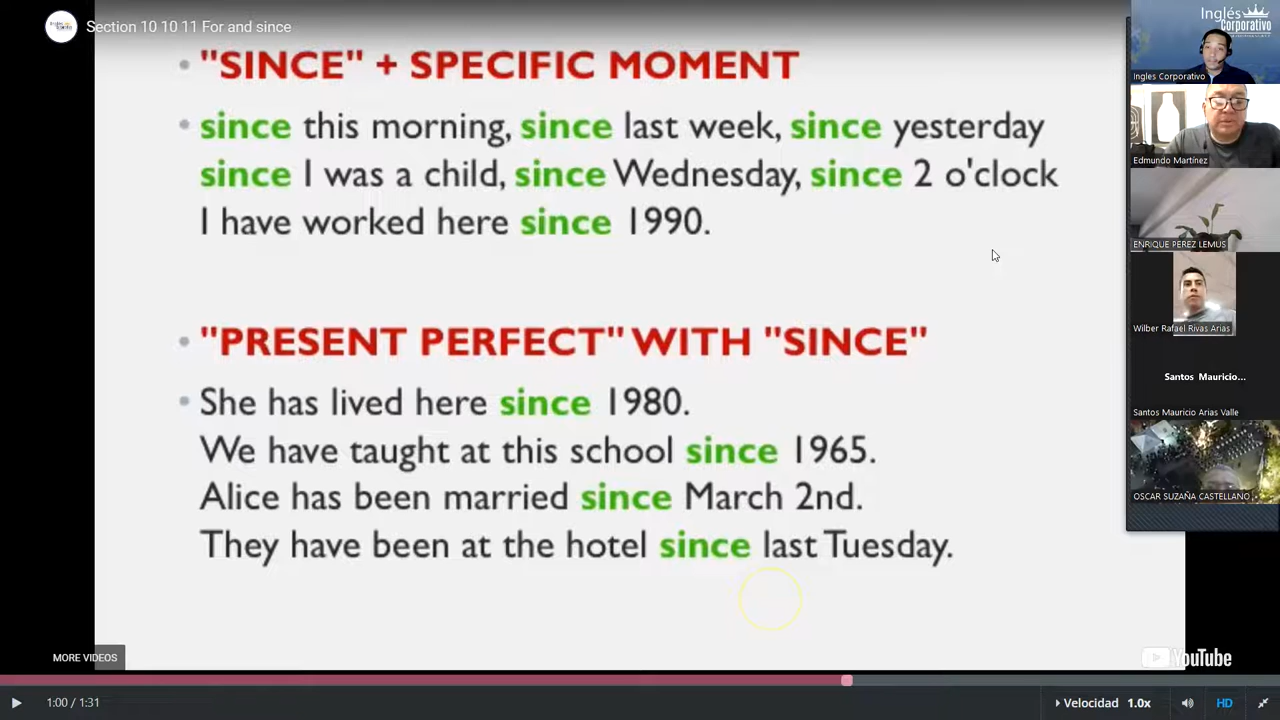 Section 10 10 11 For and since
"SINCE" + SPECIFIC MOMENT
since this morning, since last week, since yesterday
since I was a child, since Wednesday, since 2 o'clock
I have worked here since 1990.
"PRESENT PERFECT" WITH "SINCE"
She has lived here since 1980.
We have taught at this school since 1965.
Alice has been married since March 2nd.
They have been at the hotel since last Tuesday.
MORE VIDEOS
YouTube
1:00 / 1:31
Velocidad 1.0x
HD
Inglés
Corporativo
Ingles Corporativo
Edmundo Martínez
ENRIQUE PEREZ LEMUS
Wilber Rafael Rivas Arias
Santos Mauricio...
Santos Mauricio Arias Valle
OSCAR SUZAÑA CASTELLANO